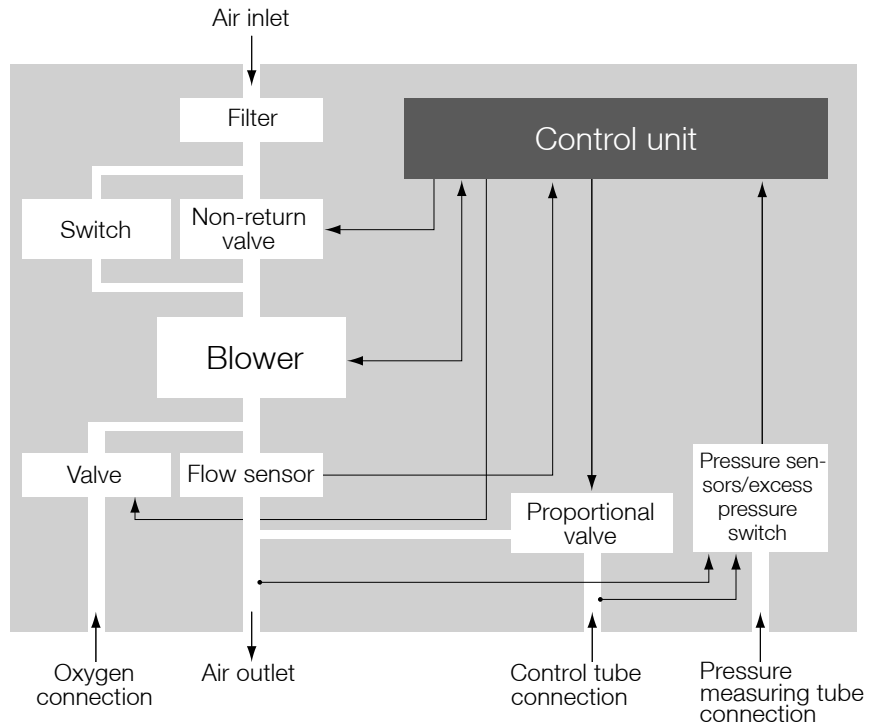 Air inlet
Filter
Control unit
Switch
Non-return
valve
Blower
Valve
Flow sensor
Proportional
valve
Pressure sen-
sors/excess
pressure
switch
Oxygen
connection
Air outlet
Control tube
connection
Pressure
measuring tube
connection